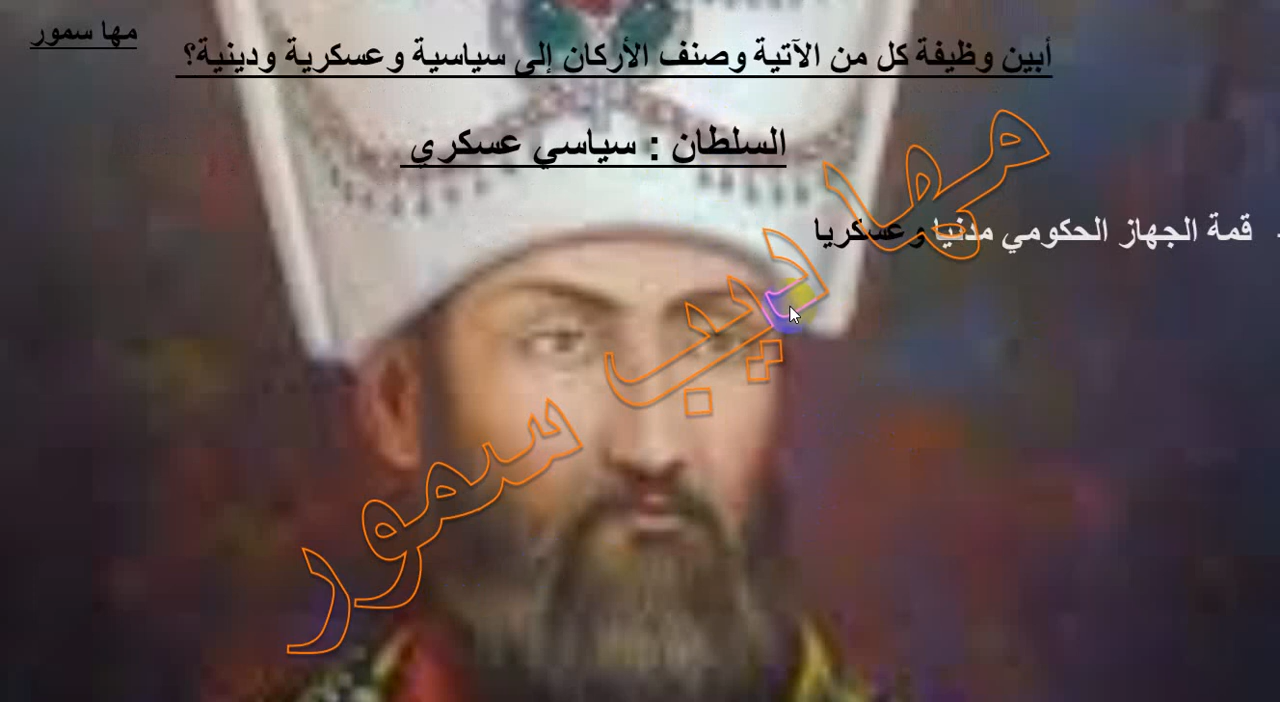 مها سمور
أبين وظيفة كل من الآتية وصنف الأركان إلى سياسية وعسكرية ودينية؟
السلطان : سياسي عسكري
- قمة الجهاز الحكومي مدنيا وعسكريا
مها ديب سمور